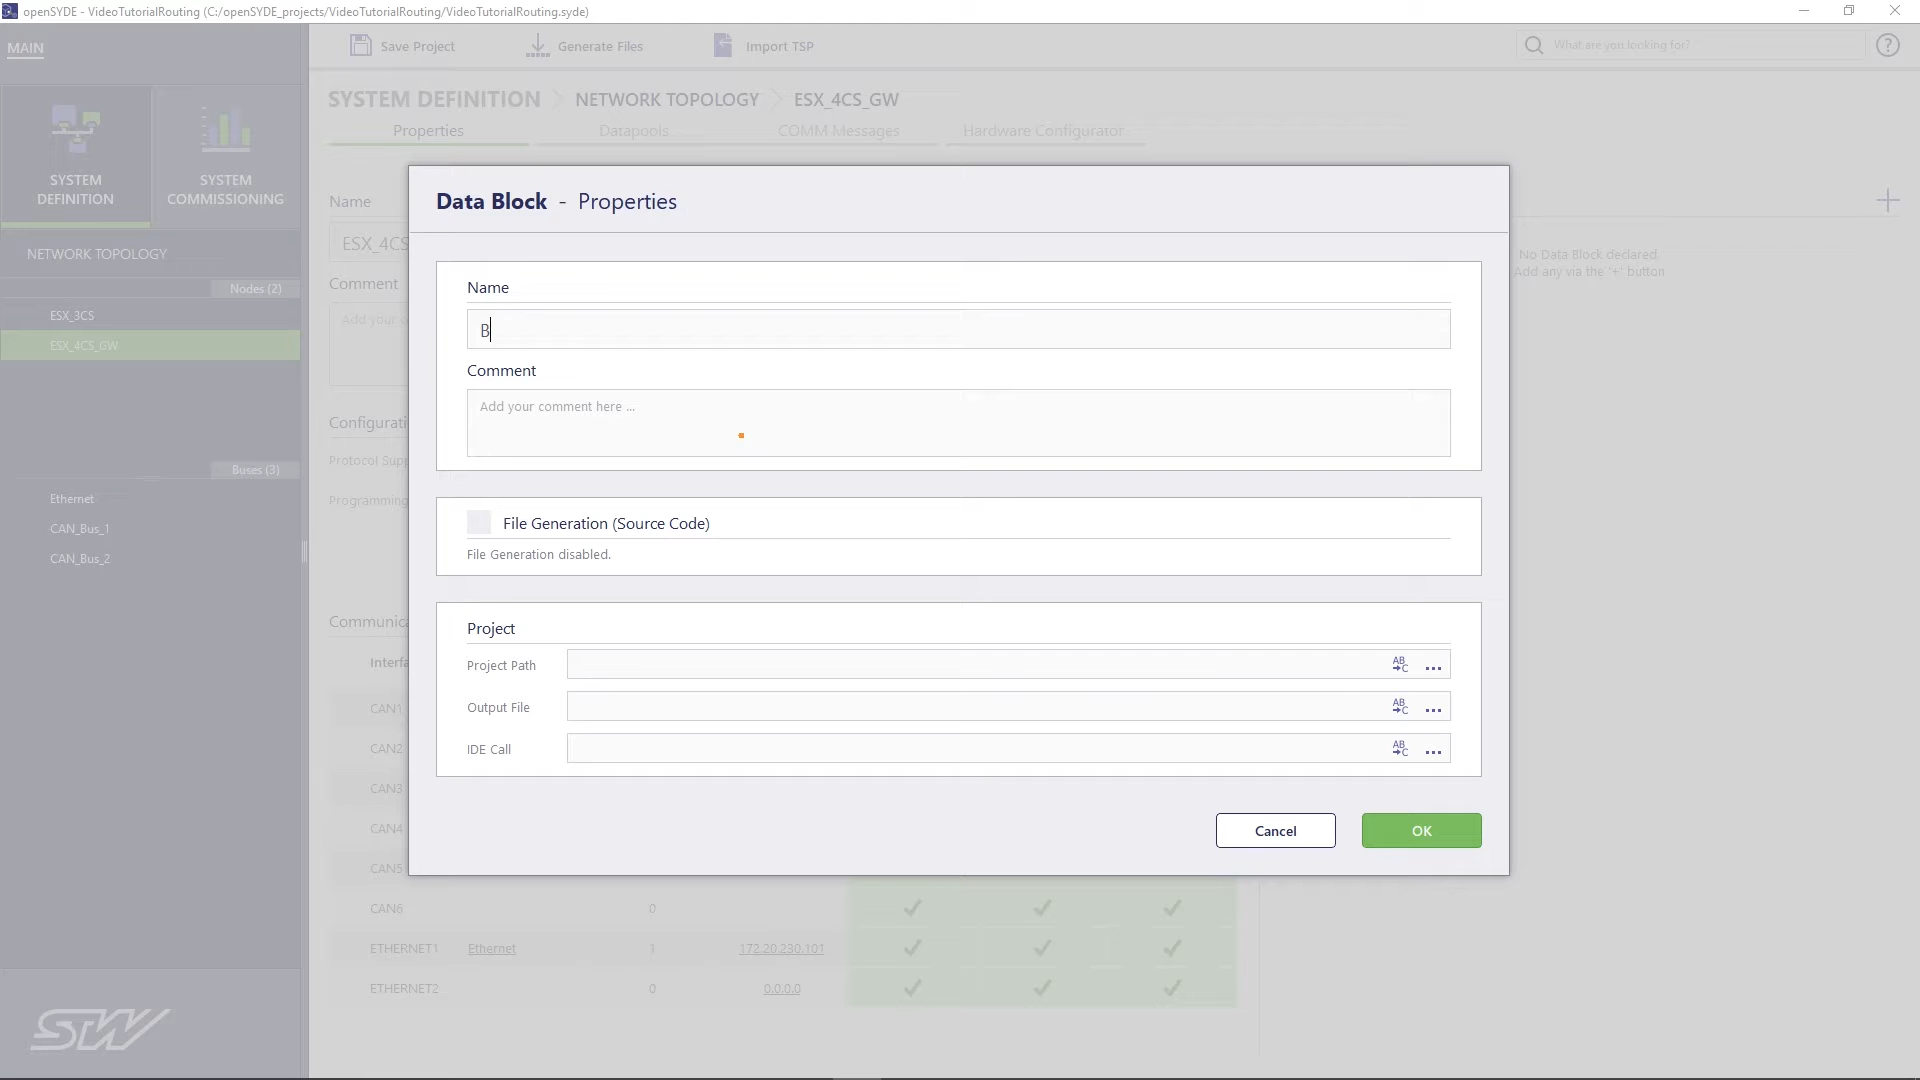 openSYDE - VideoTutorialRouting (C:/openSYDE_projects/VideoTutorialRouting/VideoTutorialRouting.syde)
MAIN
Save Project
Generate Files
Import TSP
What are you looking for?
SYSTEM DEFINITION
NETWORK TOPOLOGY
ESX_4CS_GW
Properties
Datapools
COMM Messages
Hardware Configurator
SYSTEM
DEFINITION
SYSTEM
COMMISSIONING
NETWORK TOPOLOGY
Nodes (2)
ESX_3CS
ESX_4CS_GW
Buses (3)
Ethernet
CAN_Bus_1
CAN_Bus_2
STW
Name
ESX_4CS
Comment
Add your c
Configurati
Protocol Supp
Programming
Communica
Interfa
CAN1
CAN2
CAN3
CAN4
CAN5
CAN6 0
ETHERNET1 Ethernet 1 172.20.230.101
ETHERNET2 0 0.0.0.0
No Data Block declared.
Add any via the '+' button
Data Block - Properties
Name
B
Comment
Add your comment here ...
File Generation (Source Code)
File Generation disabled.
Project
Project Path
AB
C
...
Output File
AB
C
...
IDE Call
AB
C
...
Cancel
OK